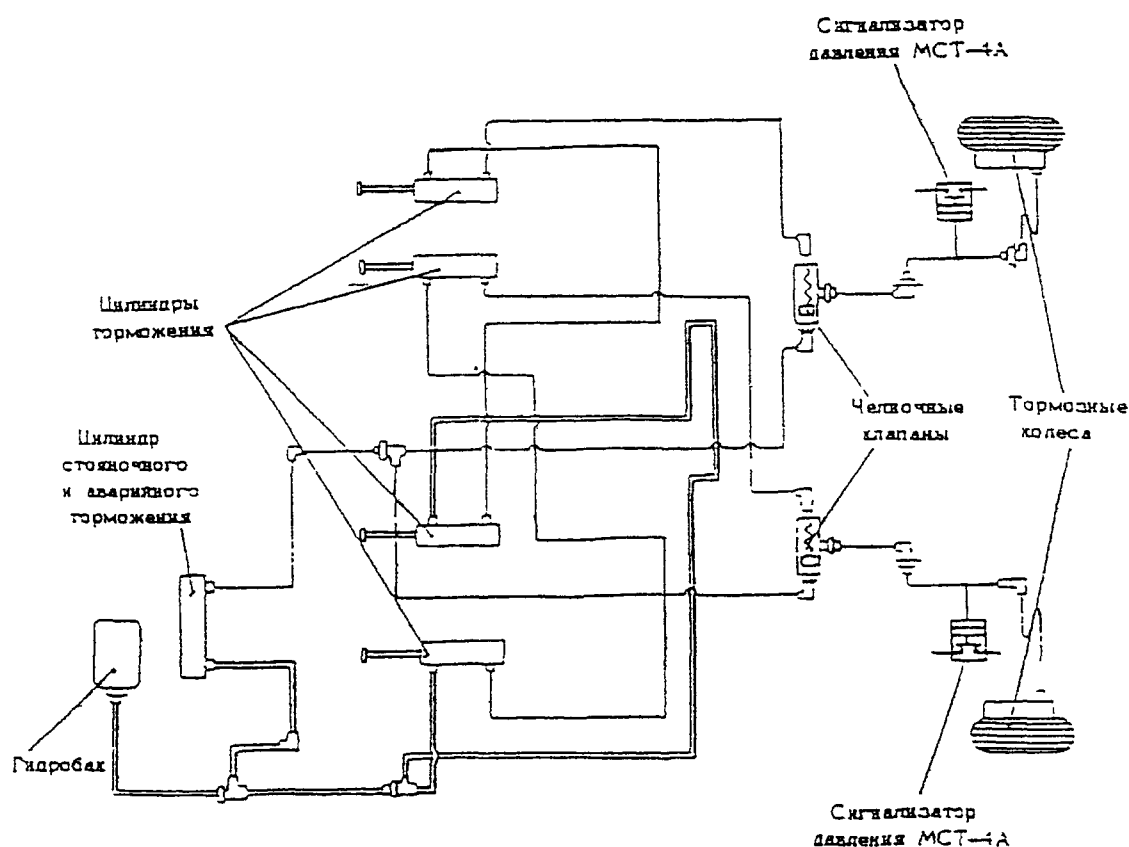 Сигнализатор
давления МСТ-4А
Цилиндры
торможения
Челночные
клапаны
Тормозные
колеса
Цилиндр
стояночного
и аварийного
торможения
Гидробак
Сигнализатор
давления МСТ-4А